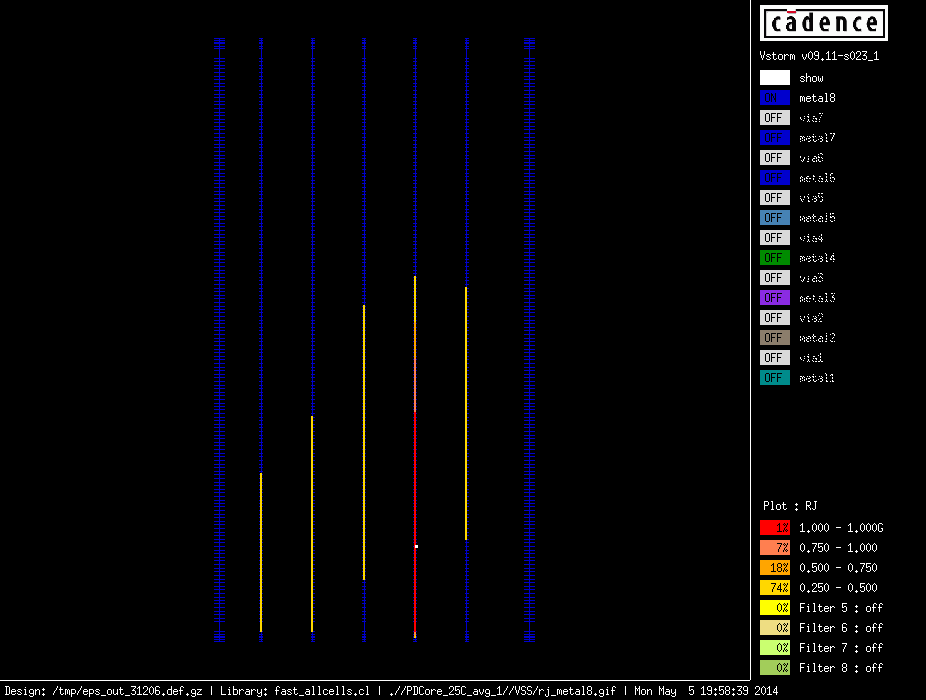 cadence
Vstorm v09.11-s023_1
show
metal8
OFF via7
OFF metal7
OFF via6
OFF metal6
OFF via5
OFF metal5
OFF via4
OFF metal4
OFF via3
OFF metal3
OFF via2
OFF metal2
OFF via1
OFF metal1
Plot : RJ
1% 1.000 - 1.000G
7% 0.750 - 1.000
18% 0.500 - 0.750
74% 0.250 - 0.500
0% Filter 5 : off
0% Filter 6 : off
0% Filter 7 : off
0% Filter 8 : off
Design: /tmp/eps_out_31206.def.gz | Library: fast_allcells.cl | .//PDCore_25C_avg_1//VSS/rj_metal8.gif | Mon May  5 19:58:39 2014